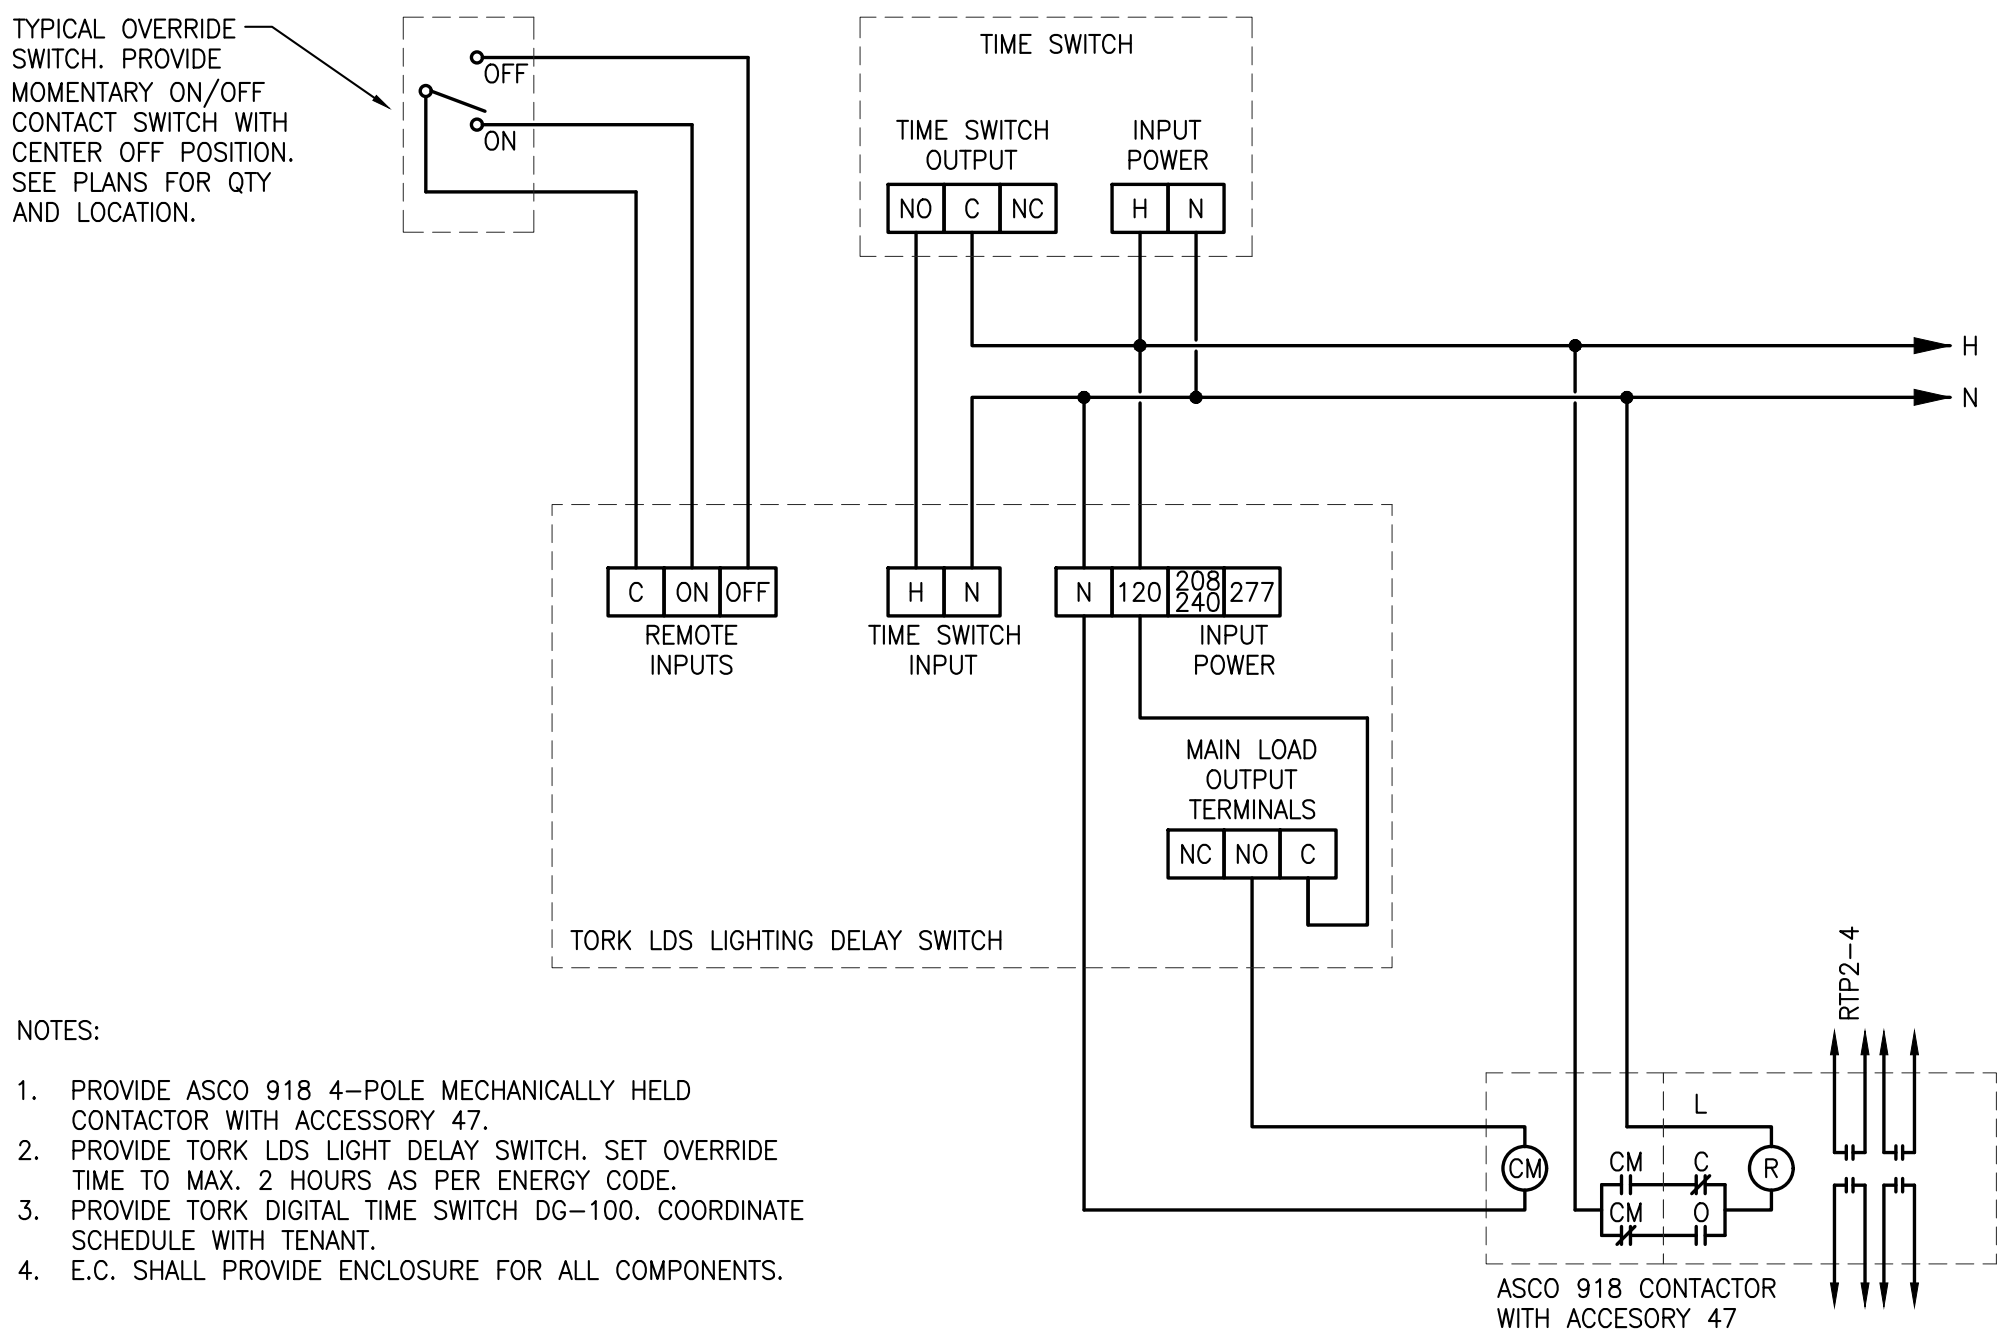 TYPICAL OVERRIDE
SWITCH. PROVIDE
MOMENTARY ON/OFF
CONTACT SWITCH WITH
CENTER OFF POSITION.
SEE PLANS FOR QTY
AND LOCATION.
OFF
ON
TIME SWITCH
TIME SWITCH
OUTPUT
INPUT
POWER
NO C NC
H N
H
N
C ON OFF
REMOTE
INPUTS
H N
TIME SWITCH
INPUT
N 120 208 240 277
INPUT
POWER
MAIN LOAD
OUTPUT
TERMINALS
NC NO C
TORK LDS LIGHTING DELAY SWITCH
RTP2-4
L
CM
CM C
R
CM O
ASCO 918 CONTACTOR
WITH ACCESORY 47
NOTES:
1. PROVIDE ASCO 918 4-POLE MECHANICALLY HELD
CONTACTOR WITH ACCESSORY 47.
2. PROVIDE TORK LDS LIGHT DELAY SWITCH. SET OVERRIDE
TIME TO MAX. 2 HOURS AS PER ENERGY CODE.
3. PROVIDE TORK DIGITAL TIME SWITCH DG-100. COORDINATE
SCHEDULE WITH TENANT.
4. E.C. SHALL PROVIDE ENCLOSURE FOR ALL COMPONENTS.